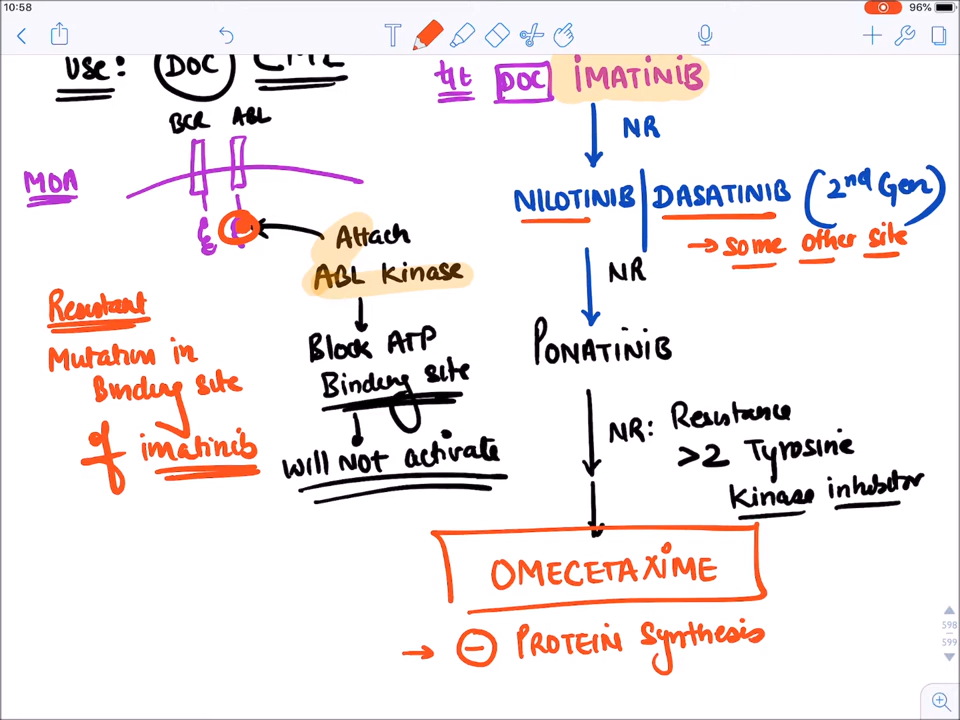 10:58
96%
T
Use: DOC CML
BCR ABL
MOA
Attach
ABL Kinase
Block ATP
Binding site
will NOT activate
Resistant
Mutation in
Binding site
of imatinib
DOC IMATINIB
NR
NILOTINIB DASATINIB (2nd Gen)
→ some other site
NR
PONATINIB
NR: Resistance
>2 Tyrosine
Kinase inhibitor
OMECETAXIME
→ ⊖ PROTEIN Synthesis
598
599